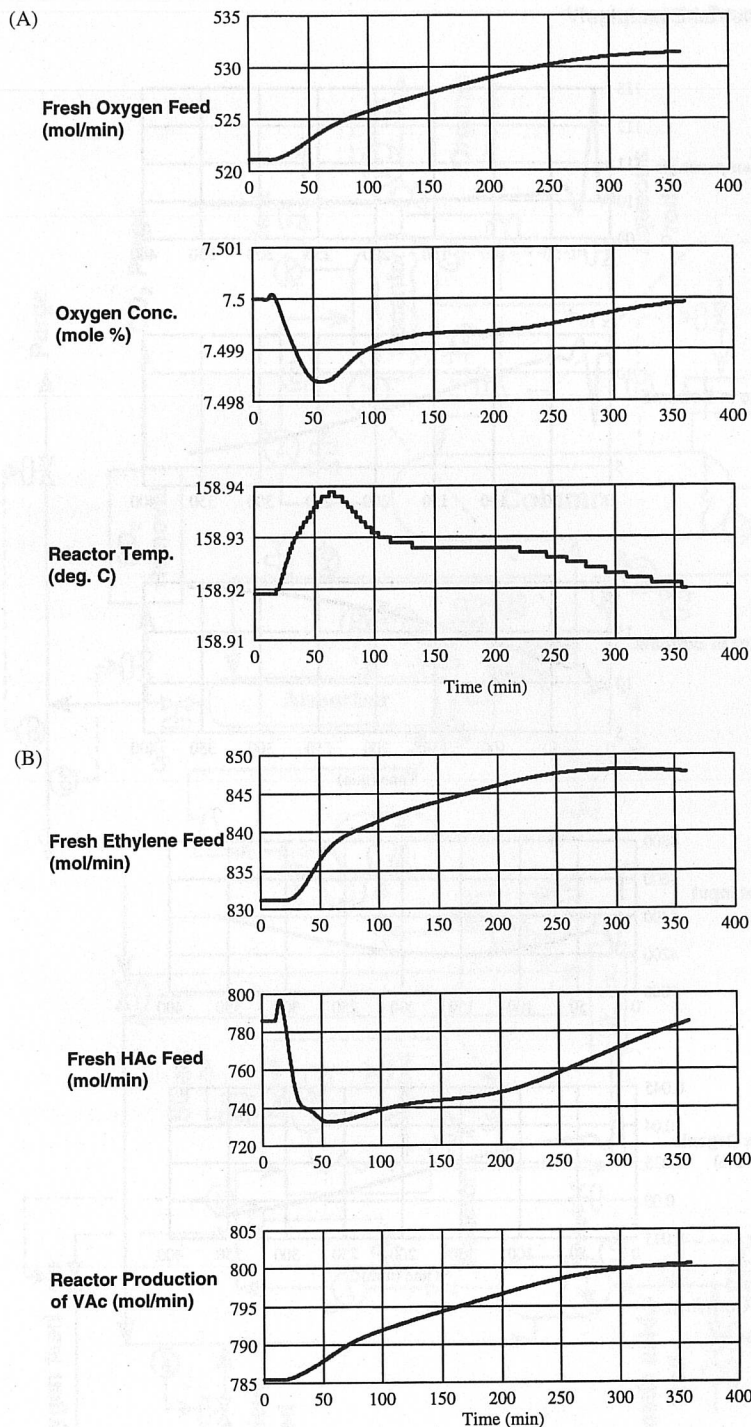 (A)
535
530
525
520
Fresh Oxygen Feed
(mol/min)
0 50 100 150 200 250 300 350 400
7.501
7.5
7.499
7.498
Oxygen Conc.
(mole %)
0 50 100 150 200 250 300 350 400
158.94
158.93
158.92
158.91
Reactor Temp.
(deg. C)
0 50 100 150 200 250 300 350 400
Time (min)
(B)
850
845
840
835
830
Fresh Ethylene Feed
(mol/min)
0 50 100 150 200 250 300 350 400
800
780
760
740
720
Fresh HAc Feed
(mol/min)
0 50 100 150 200 250 300 350 400
805
800
795
790
785
Reactor Production
of VAc (mol/min)
0 50 100 150 200 250 300 350 400
Time (min)